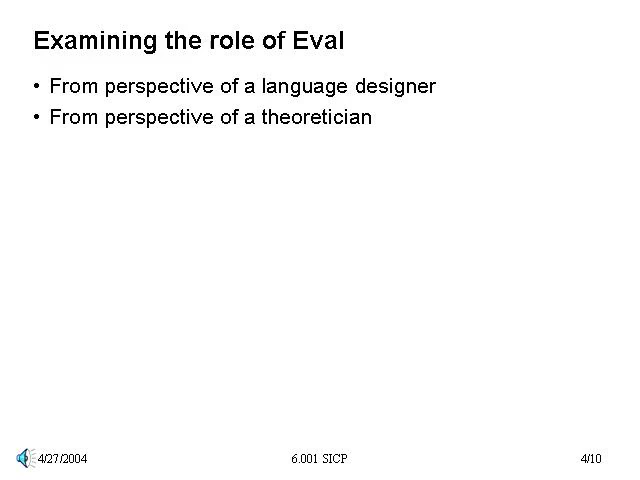 Examining the role of Eval
• From perspective of a language designer
• From perspective of a theoretician
4/27/2004 6.001 SICP 4/10